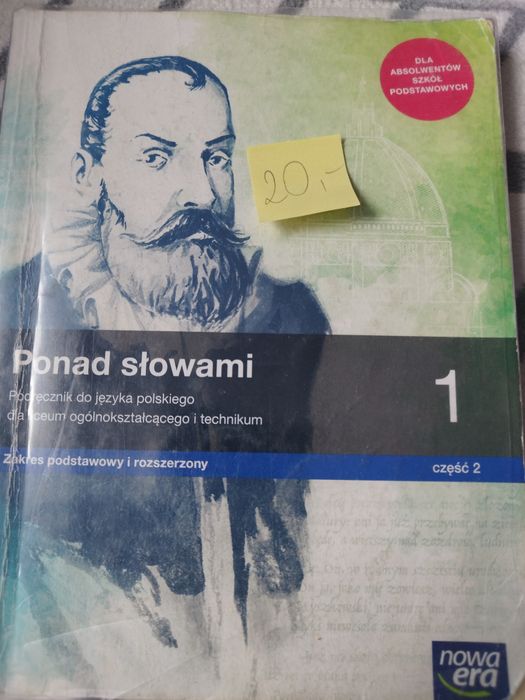 DLA
ABSOLWENTÓW
SZKÓŁ
PODSTAWOWYCH
20,-
Ponad słowami
1
Podręcznik do języka polskiego
dla liceum ogólnokształcącego i technikum
Zakres podstawowy i rozszerzony
część 2
nowa
era